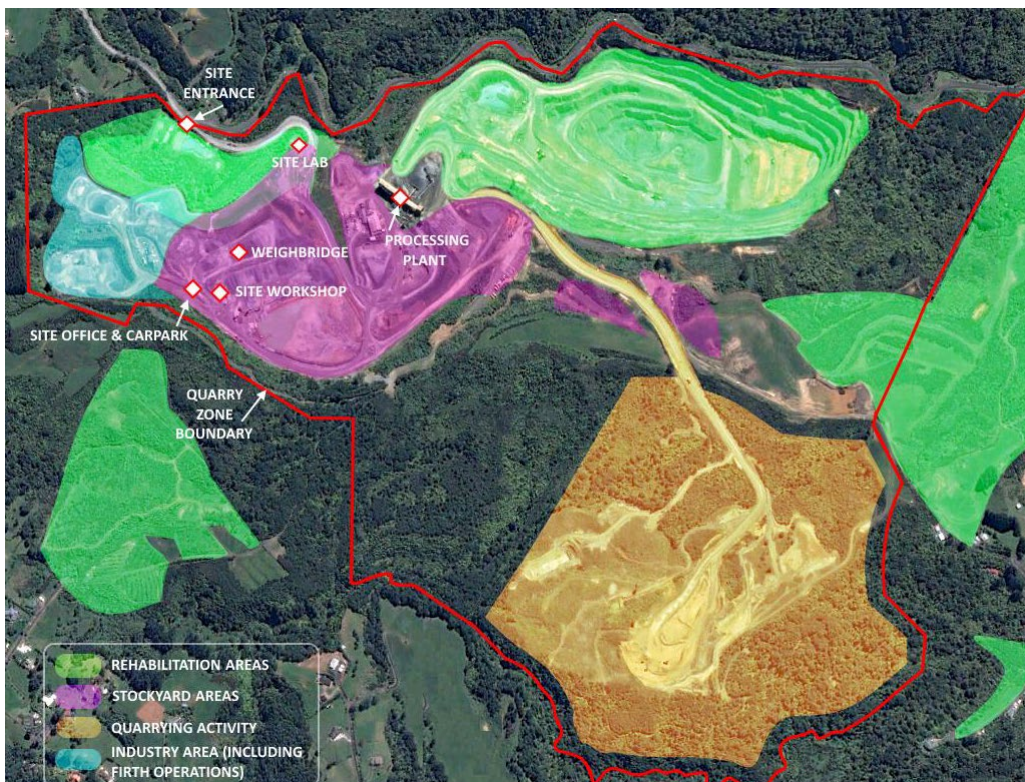 SITE
ENTRANCE
SITE LAB
PROCESSING
PLANT
WEIGHBRIDGE
SITE WORKSHOP
SITE OFFICE & CARPARK
QUARRY
ZONE
BOUNDARY
REHABILITATION AREAS
STOCKYARD AREAS
QUARRYING ACTIVITY
INDUSTRY AREA (INCLUDING
FIRTH OPERATIONS)